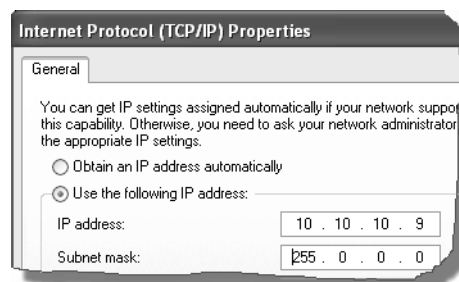 Internet Protocol (TCP/IP) Properties
General
You can get IP settings assigned automatically if your network
this capability. Otherwise, you need to ask your network administrator
the appropriate IP settings.
Obtain an IP address automatically
Use the following IP address:
IP address: 10 . 10 . 10 . 9
Subnet mask: 255 . 0 . 0 . 0